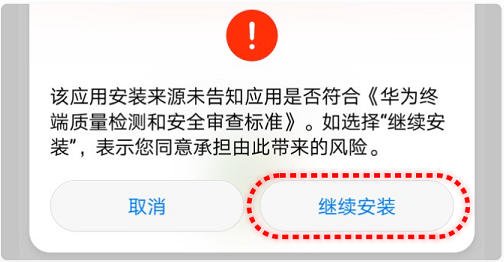 该应用安装来源未告知应用是否符合《华为终
端质量检测和安全审查标准》。如选择“继续安
装”，表示您同意承担由此带来的风险。
取消
继续安装